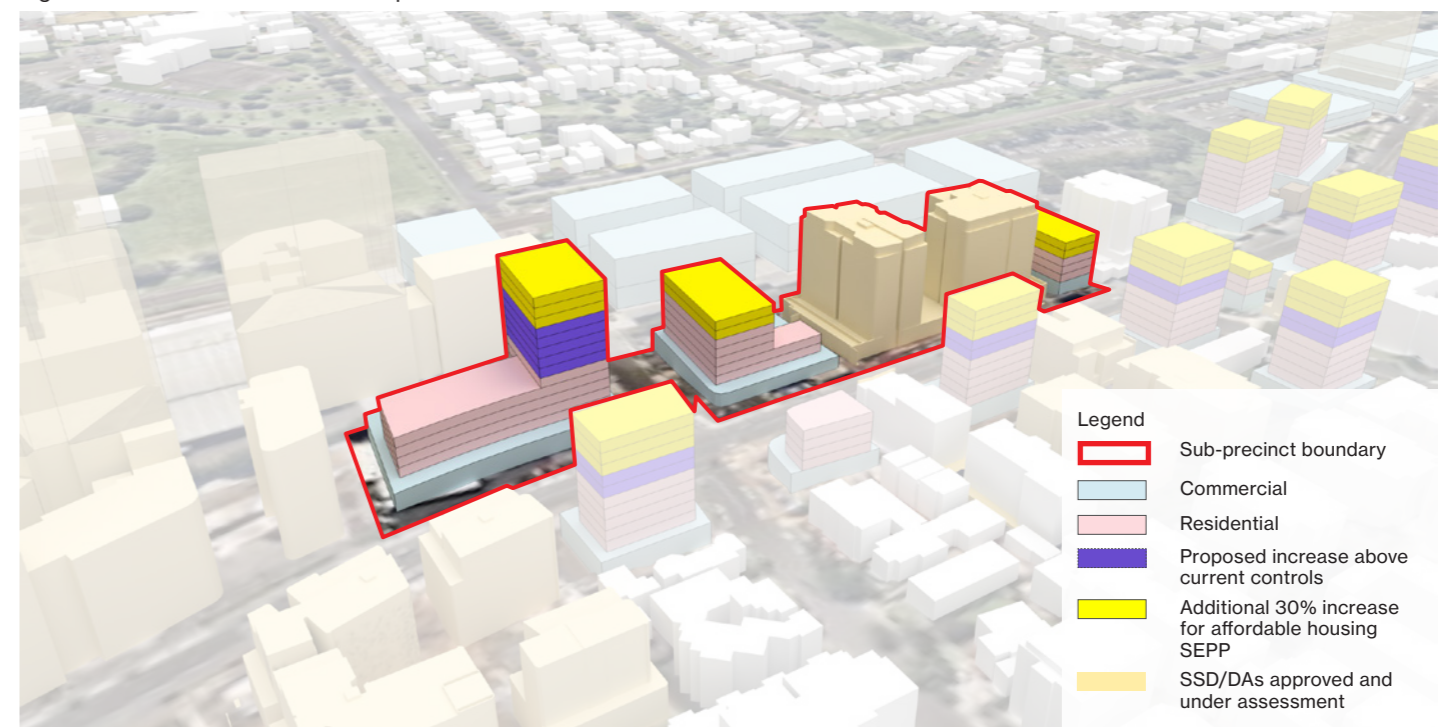 Legend
Sub-precinct boundary
Commercial
Residential
Proposed increase above
current controls
Additional 30% increase
for affordable housing
SEPP
SSD/DAs approved and
under assessment